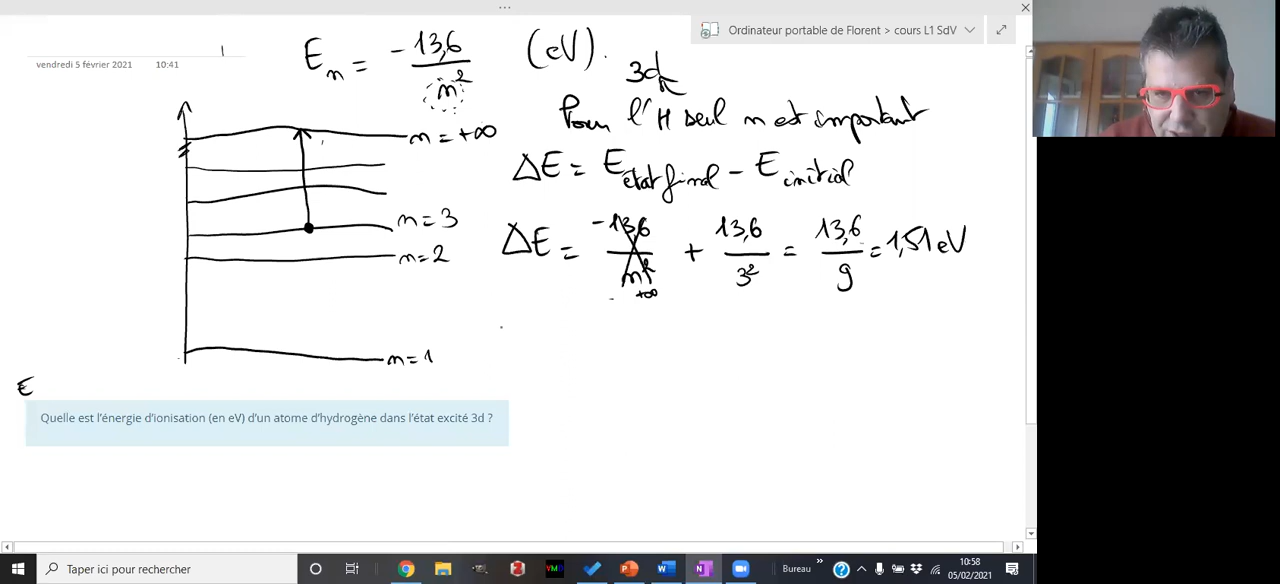 Ordinateur portable de Florent > cours L1 SdV
vendredi 5 février 2021 10:41
E_n = -13,6 / n² (eV).
3d
Pour l'H seul n est important
n = +∞
ΔE = E état final - E initial
n = 3
ΔE = -13,6 / n² +∞ + 13,6 / 3² = 13,6 / 9 = 1,51 eV
n = 2
n = 1
€
Quelle est l'énergie d'ionisation (en eV) d'un atome d'hydrogène dans l'état excité 3d ?
Taper ici pour rechercher
YMD
Bureau »
10:58
05/02/2021